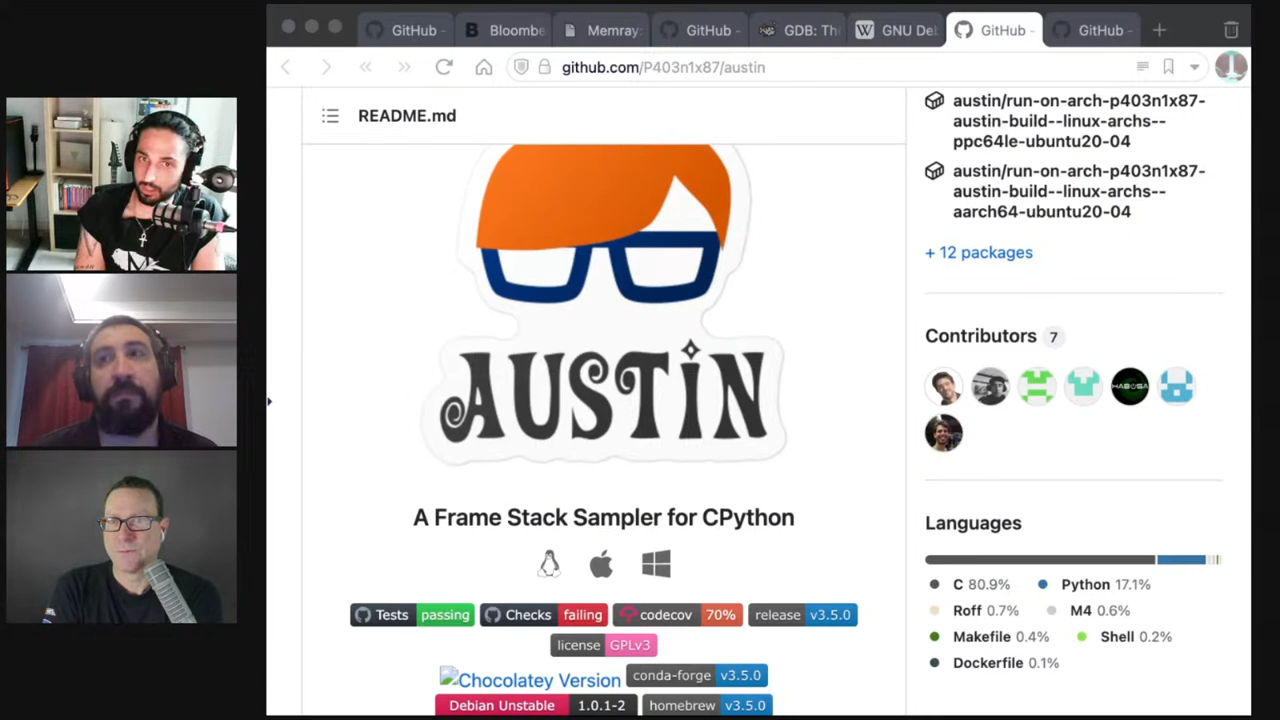 GitHub -
Bloombe
Memray:
GitHub -
GDB: Th
GNU De
GitHub -
GitHub -
github.com/P403n1x87/austin
README.md
austin/run-on-arch-p403n1x87-
austin-build--linux-archs--
ppc64le-ubuntu20-04
austin/run-on-arch-p403n1x87-
austin-build--linux-archs--
aarch64-ubuntu20-04
+ 12 packages
AUSTIN
Contributors 7
HABOSA
A Frame Stack Sampler for CPython
Tests passing
Checks failing
codecov 70%
release v3.5.0
license GPLv3
Chocolatey Version
conda-forge v3.5.0
Debian Unstable 1.0.1-2
homebrew v3.5.0
Languages
C 80.9%
Python 17.1%
Roff 0.7%
M4 0.6%
Makefile 0.4%
Shell 0.2%
Dockerfile 0.1%